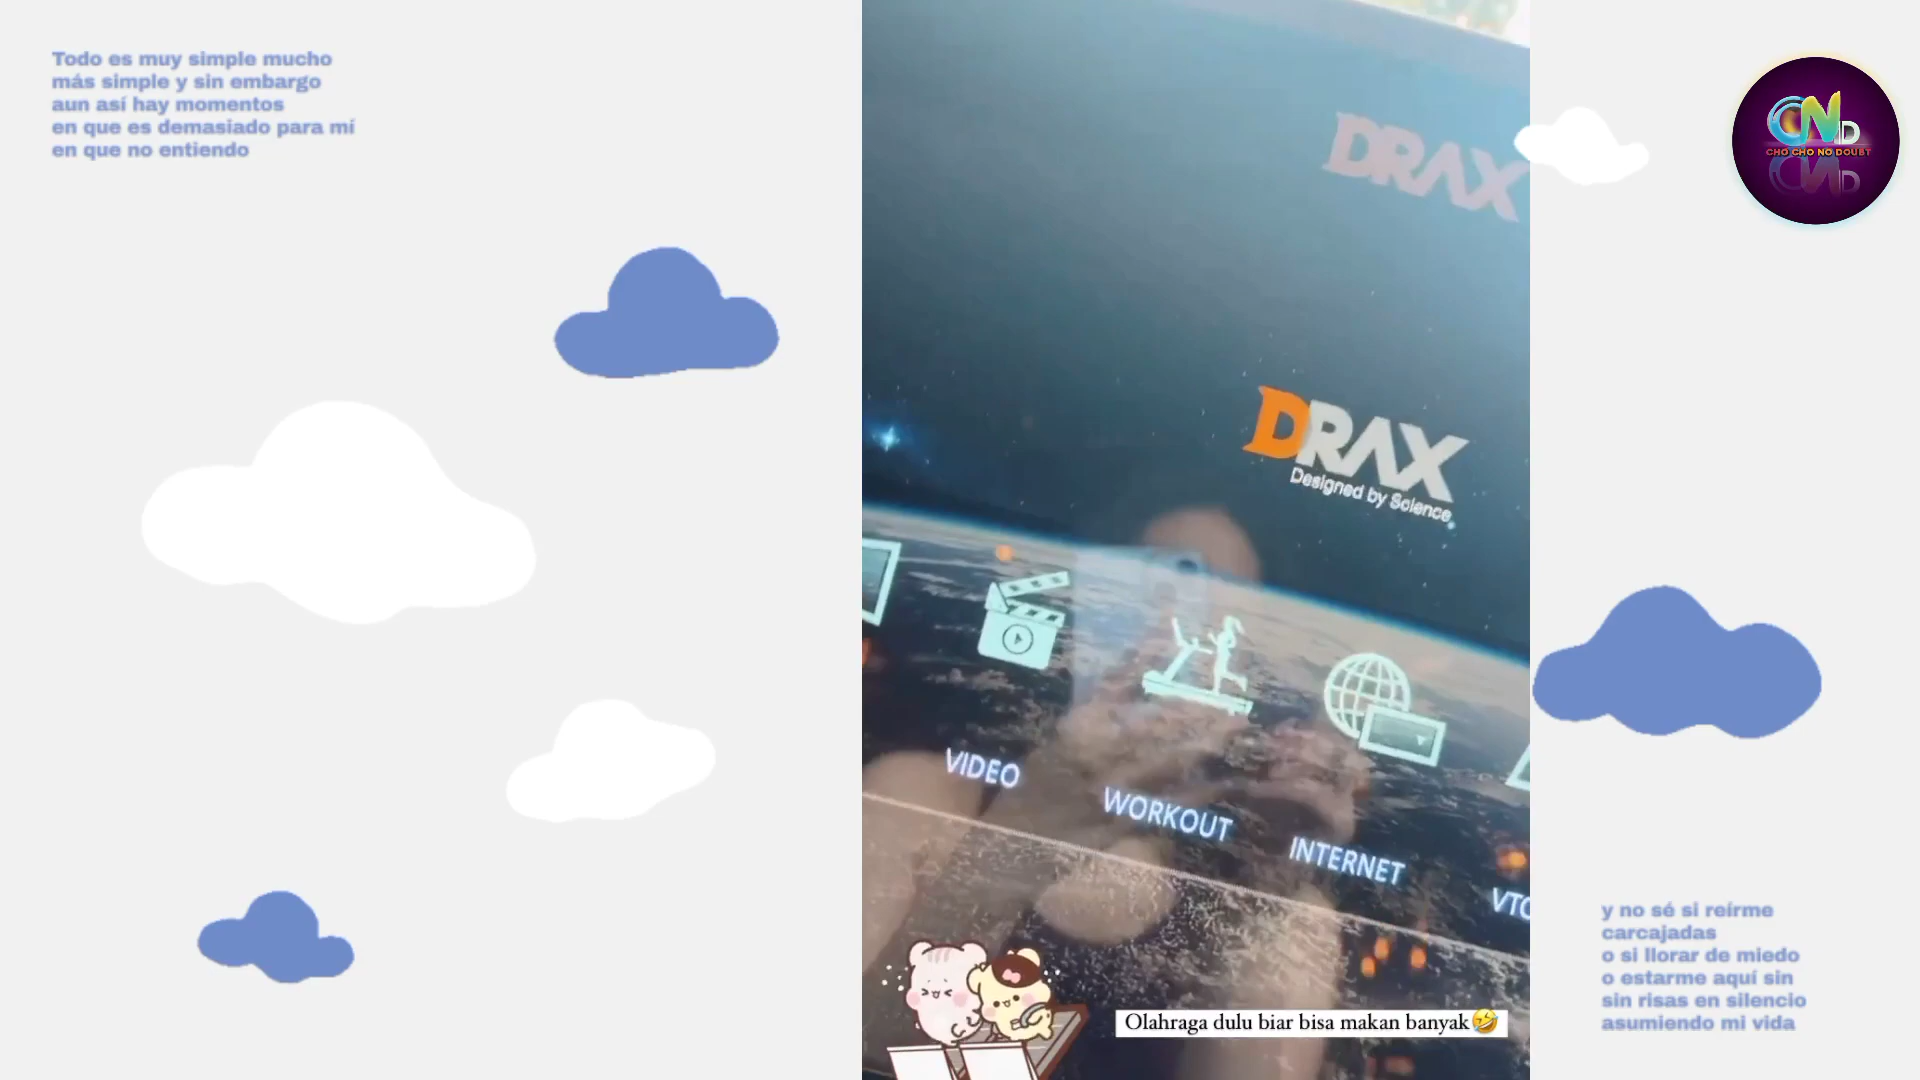 Todo es muy simple mucho
más simple y sin embargo
aun así hay momentos
en que es demasiado para mí
en que no entiendo
CND
CHO CHO NO DOUBT
DRAX
DRAX
Designed by Science
VIDEO
WORKOUT
INTERNET
Olahraga dulu biar bisa makan banyak🤣
y no sé si reírme
carcajadas
o si llorar de miedo
o estarme aquí sin
sin risas en silencio
asumiendo mi vida